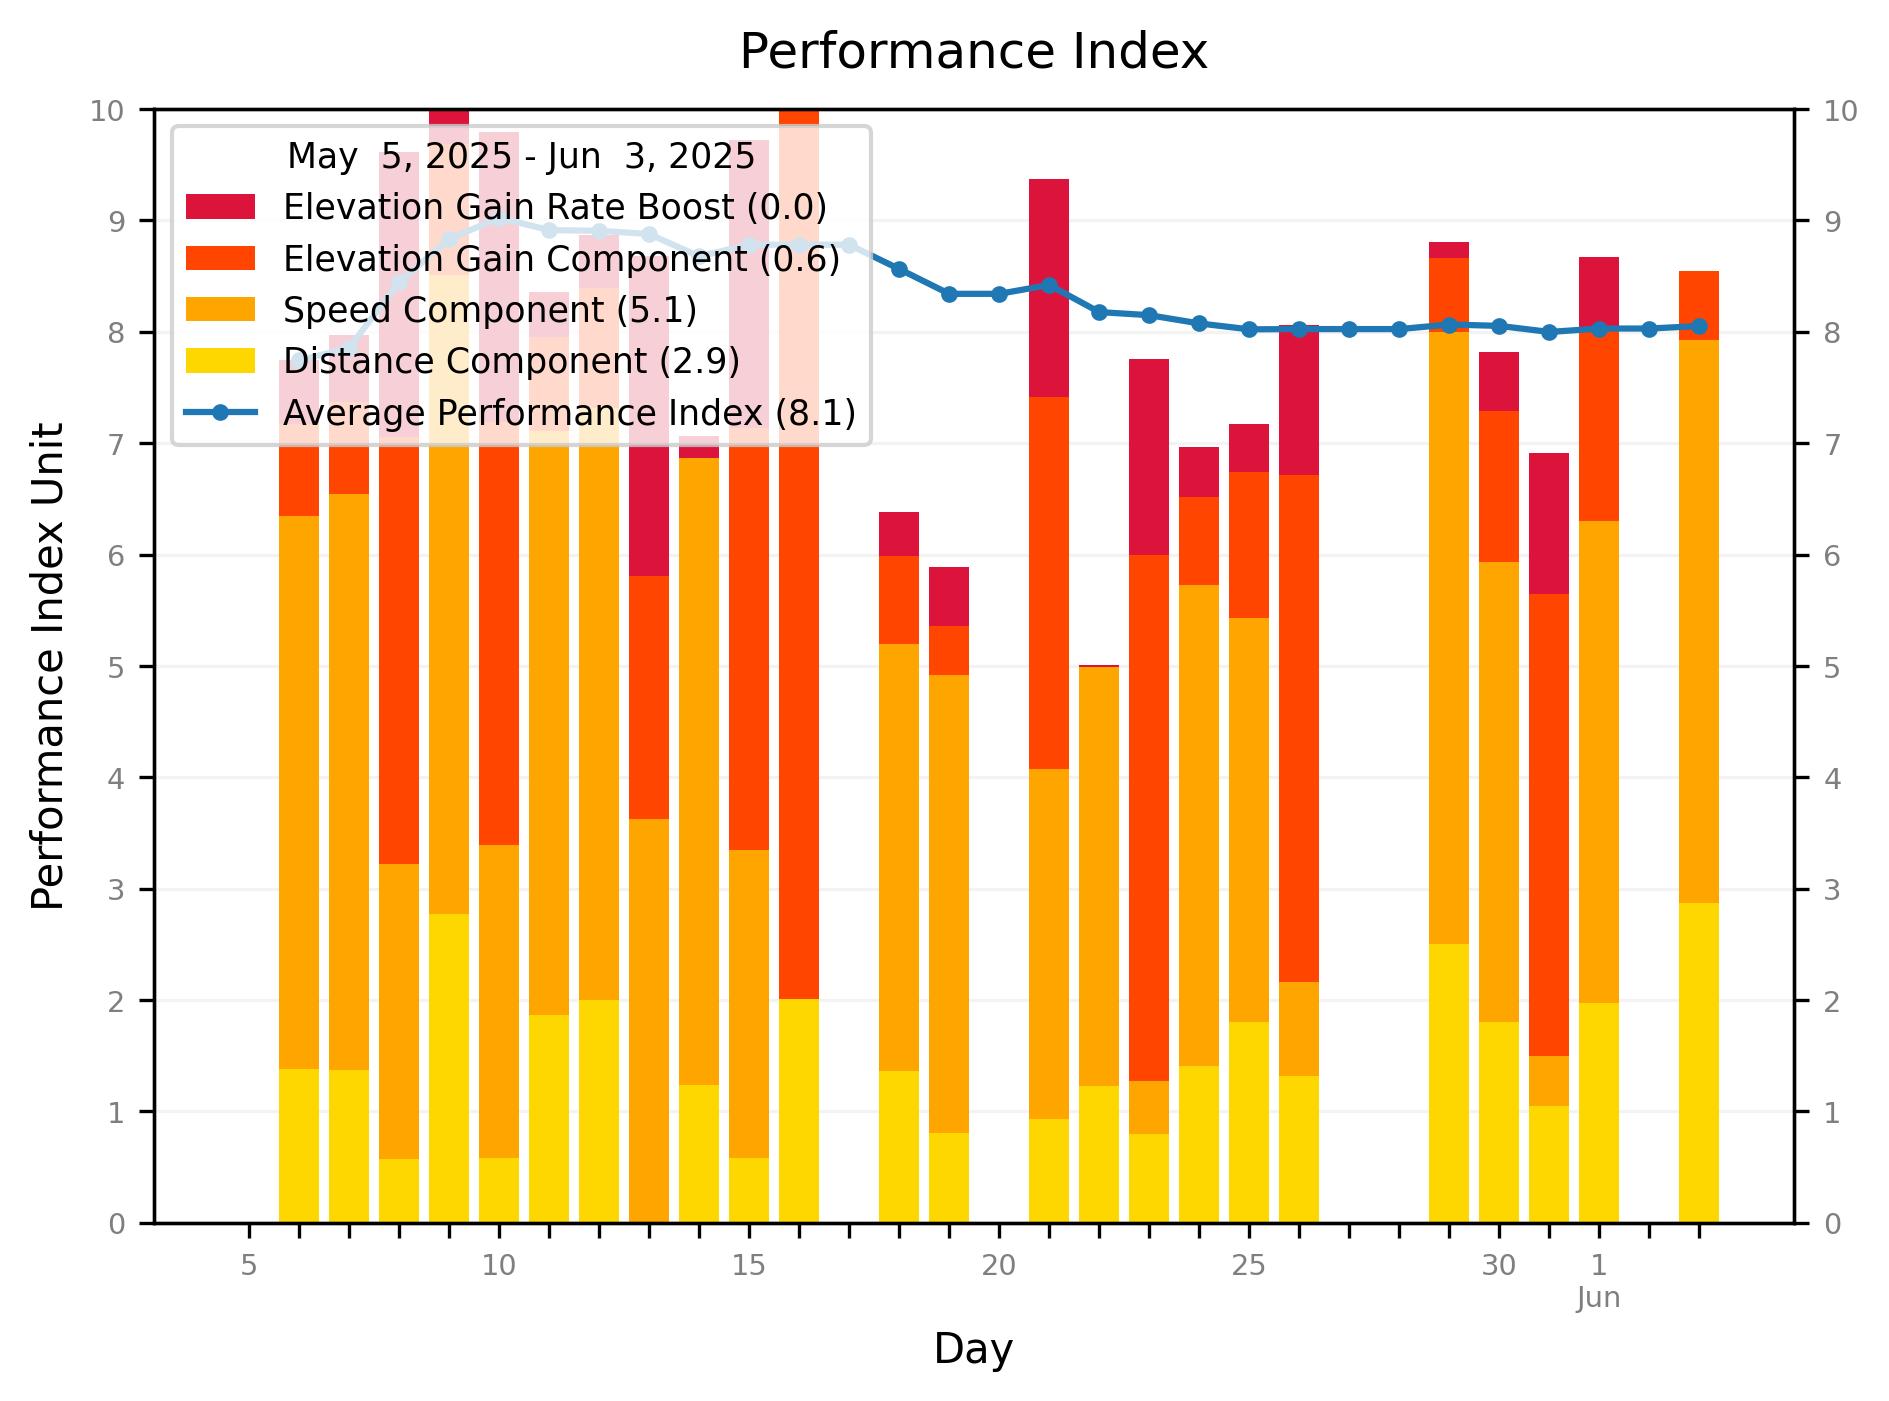 Performance Index
May  5, 2025 - Jun  3, 2025
Elevation Gain Rate Boost (0.0)
Elevation Gain Component (0.6)
Speed Component (5.1)
Distance Component (2.9)
Average Performance Index (8.1)
Performance Index Unit
10
9
8
7
6
5
4
3
2
1
0
10
9
8
7
6
5
4
3
2
1
0
5 10 15 20 25 30 1
Jun
Day